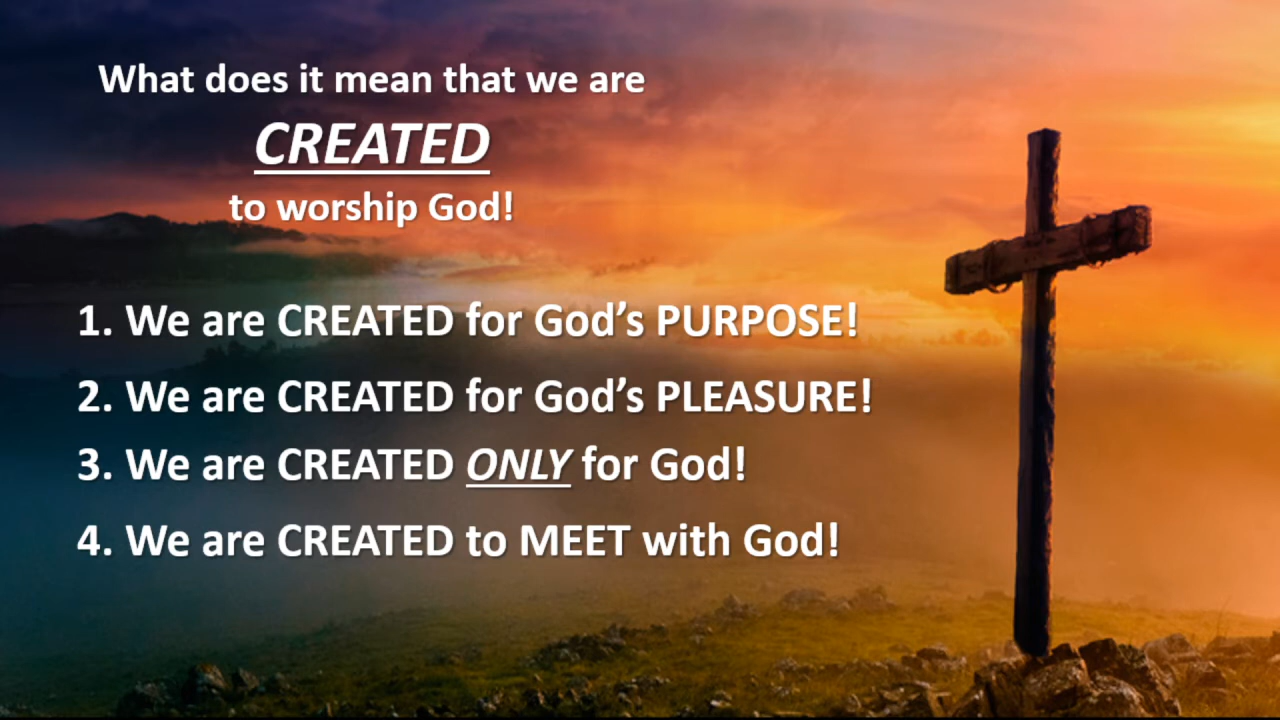 What does it mean that we are
CREATED
to worship God!
1. We are CREATED for God’s PURPOSE!
2. We are CREATED for God’s PLEASURE!
3. We are CREATED ONLY for God!
4. We are CREATED to MEET with God!